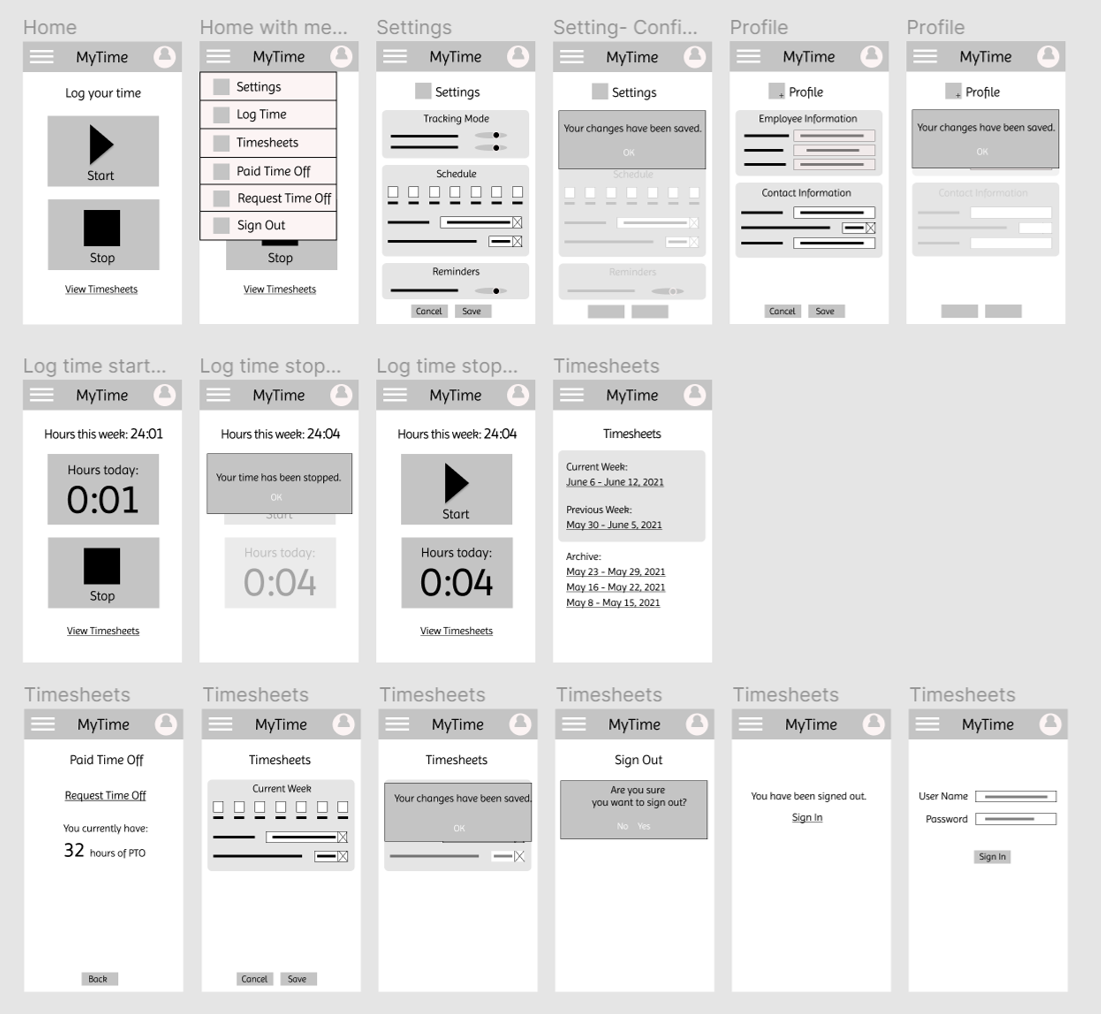 Home
MyTime
Log your time
Start
Stop
View Timesheets
Home with me...
MyTime
Settings
Log Time
Timesheets
Paid Time Off
Request Time Off
Sign Out
Stop
View Timesheets
Settings
MyTime
Settings
Tracking Mode
Schedule
Reminders
Cancel Save
Setting- Confi...
MyTime
Settings
Your changes have been saved.
OK
Schedule
Reminders
Profile
MyTime
+ Profile
Employee Information
Contact Information
Cancel Save
Profile
MyTime
+ Profile
Your changes have been saved.
OK
Contact Information
Log time start...
MyTime
Hours this week: 24:01
Hours today:
0:01
Stop
View Timesheets
Log time stop...
MyTime
Hours this week: 24:04
Your time has been stopped.
OK
Start
Hours today:
0:04
Log time stop...
MyTime
Hours this week: 24:04
Start
Hours today:
0:04
View Timesheets
Timesheets
MyTime
Timesheets
Current Week:
June 6 - June 12, 2021
Previous Week:
May 30 - June 5, 2021
Archive:
May 23 - May 29, 2021
May 16 - May 22, 2021
May 8 - May 15, 2021
Timesheets
MyTime
Paid Time Off
Request Time Off
You currently have:
32 hours of PTO
Back
Timesheets
MyTime
Timesheets
Current Week
Cancel Save
Timesheets
MyTime
Timesheets
Your changes have been saved.
OK
Timesheets
MyTime
Sign Out
Are you sure
you want to sign out?
No Yes
Timesheets
MyTime
You have been signed out.
Sign In
Timesheets
MyTime
User Name
Password
Sign In